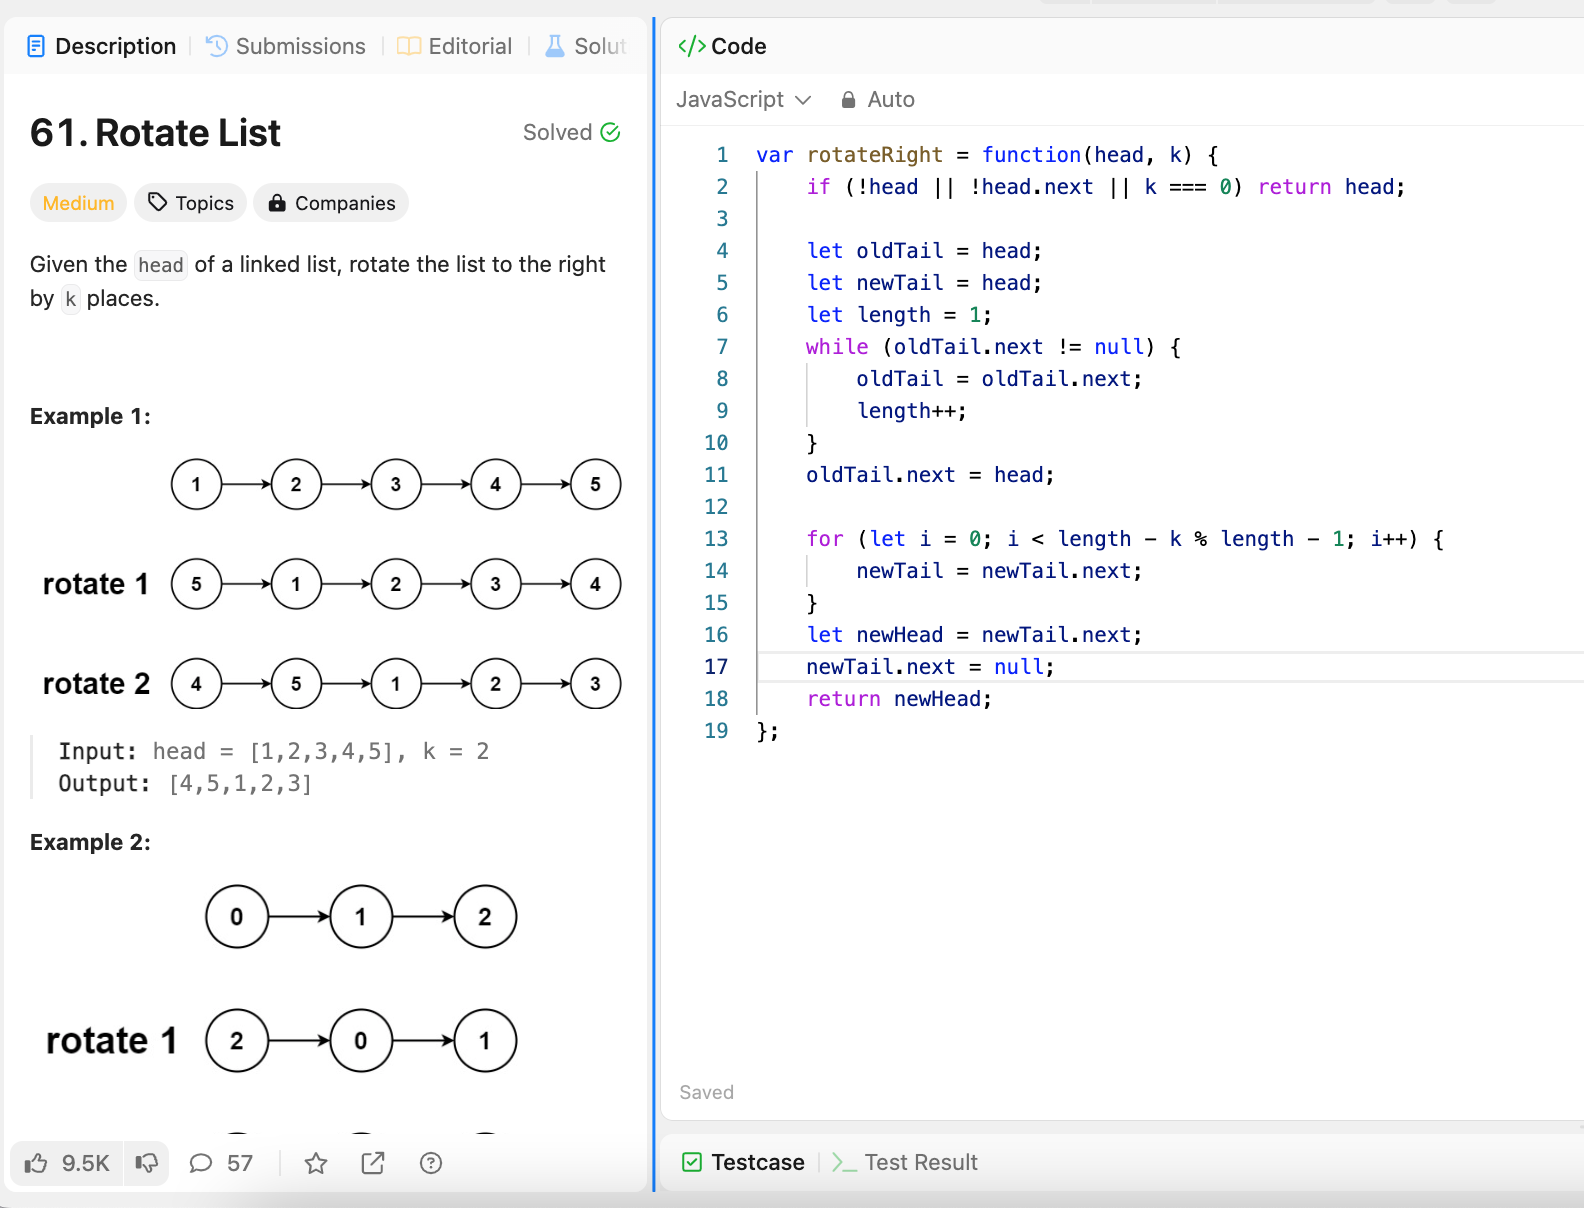 Description Submissions Editorial Solut
61. Rotate List Solved
Medium Topics Companies
Given the head of a linked list, rotate the list to the right
by k places.
Example 1:
1 2 3 4 5
rotate 1 5 1 2 3 4
rotate 2 4 5 1 2 3
Input: head = [1,2,3,4,5], k = 2
Output: [4,5,1,2,3]
Example 2:
0 1 2
rotate 1 2 0 1
9.5K 57
</> Code
JavaScript Auto
1 var rotateRight = function(head, k) {
2 if (!head || !head.next || k === 0) return head;
3
4 let oldTail = head;
5 let newTail = head;
6 let length = 1;
7 while (oldTail.next != null) {
8 oldTail = oldTail.next;
9 length++;
10 }
11 oldTail.next = head;
12
13 for (let i = 0; i < length - k % length - 1; i++) {
14 newTail = newTail.next;
15 }
16 let newHead = newTail.next;
17 newTail.next = null;
18 return newHead;
19 };
Saved
Testcase >_ Test Result